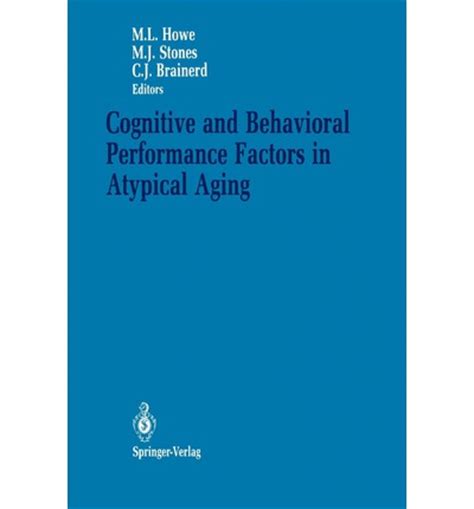 M.L. Howe
M.J. Stones
C.J. Brainerd
Editors
Cognitive and Behavioral
Performance Factors in
Atypical Aging
Springer-Verlag